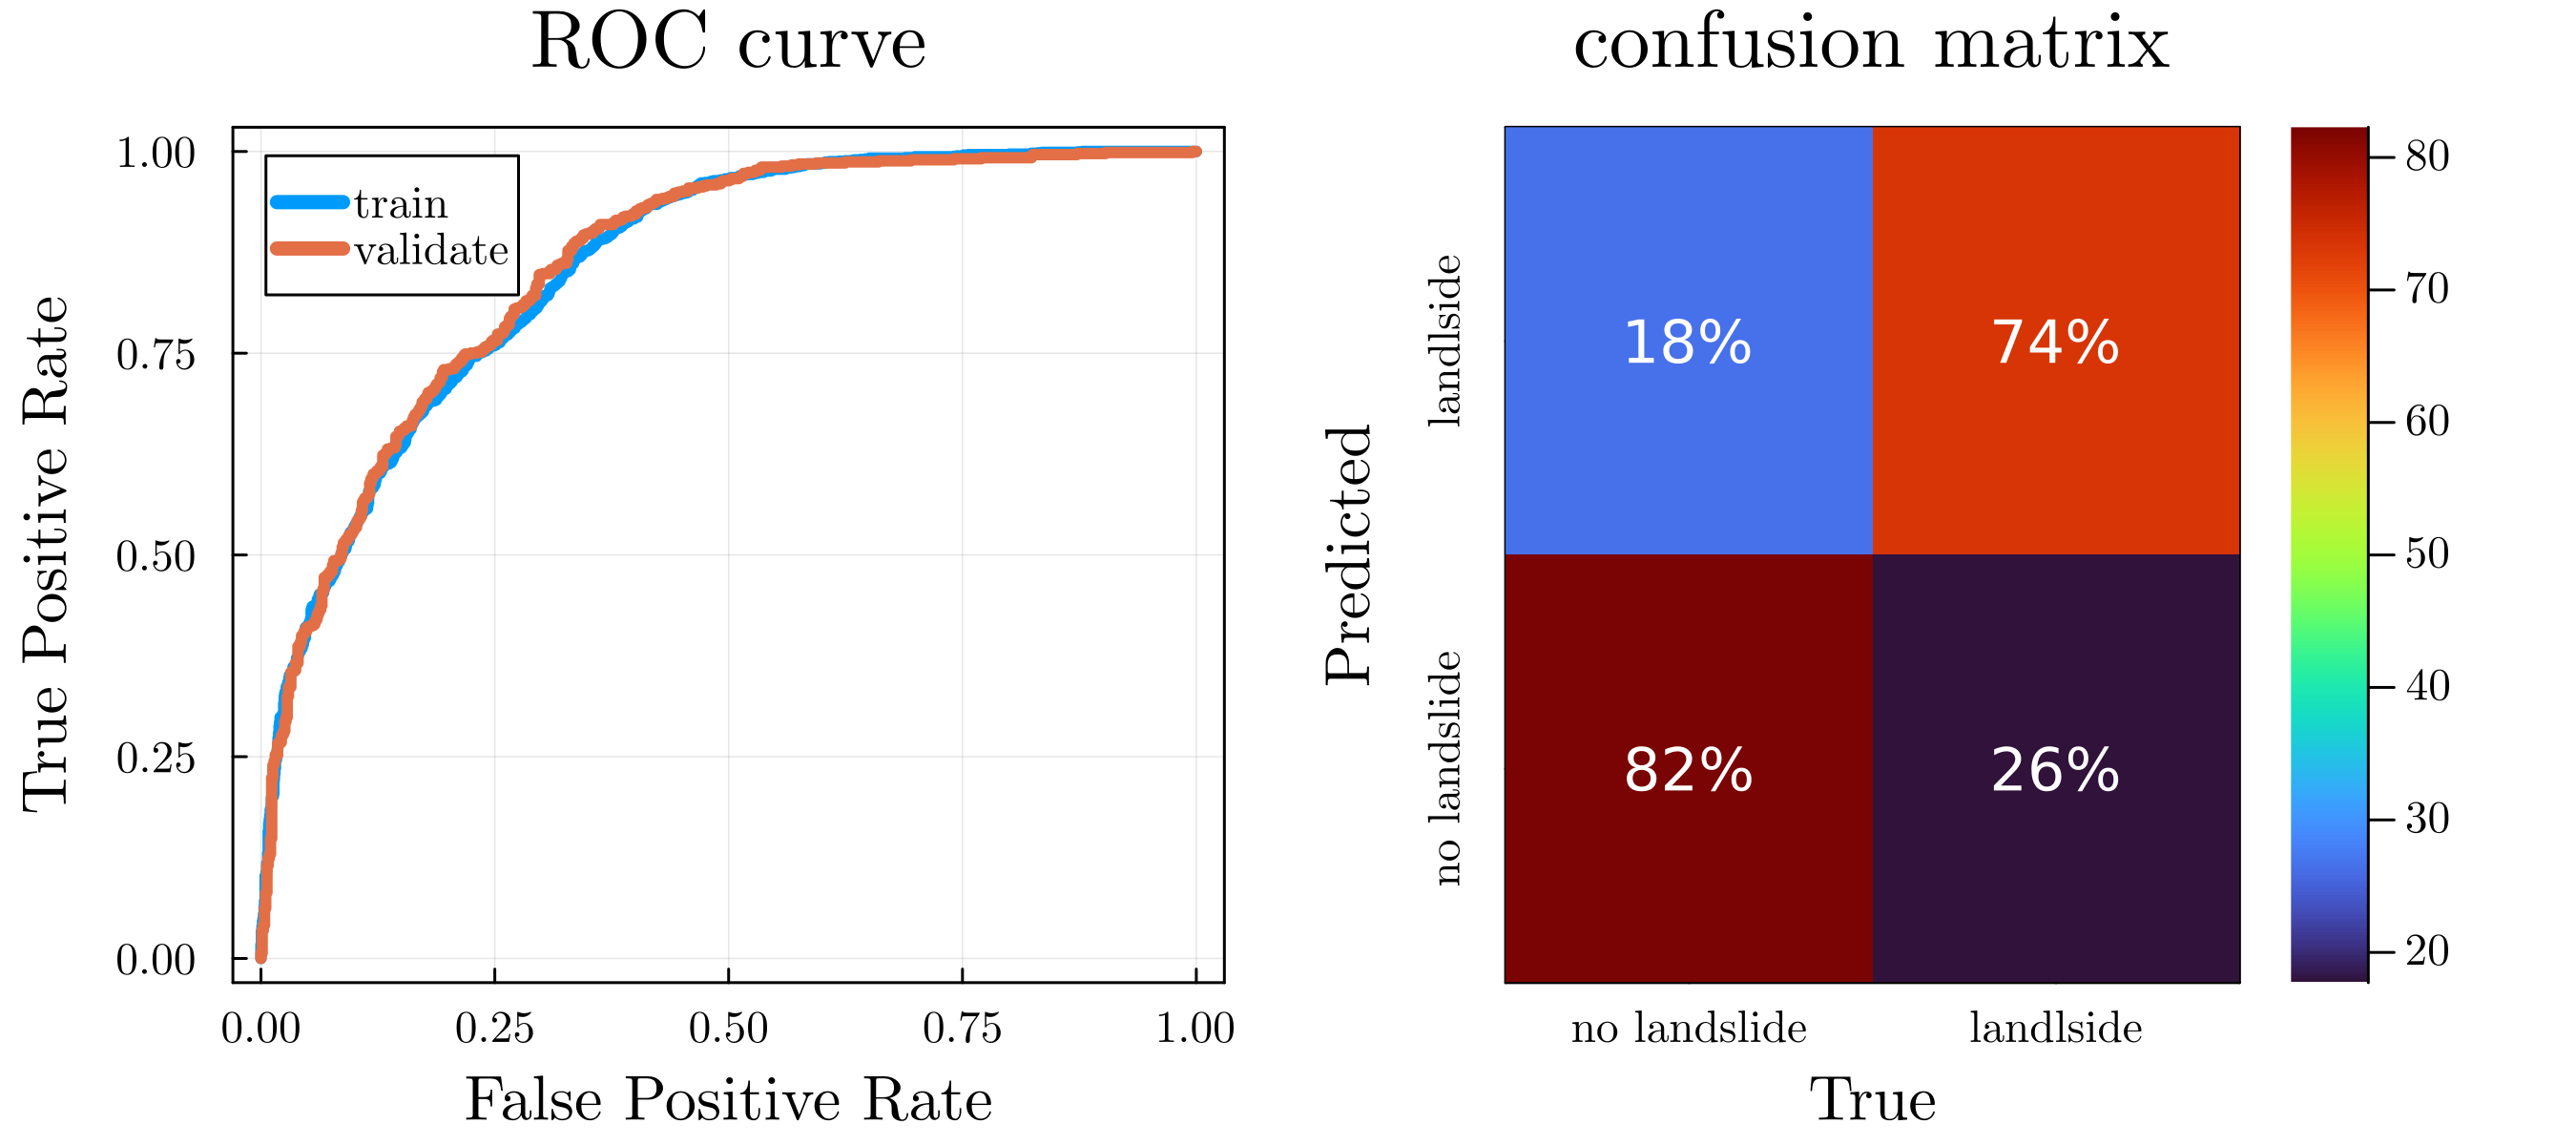 ROC curve
True Positive Rate
1.00
0.75
0.50
0.25
0.00
train
validate
0.00 0.25 0.50 0.75 1.00
False Positive Rate
confusion matrix
Predicted
landlside
no landslide
18% 74%
82% 26%
no landslide landlside
True
80
70
60
50
40
30
20